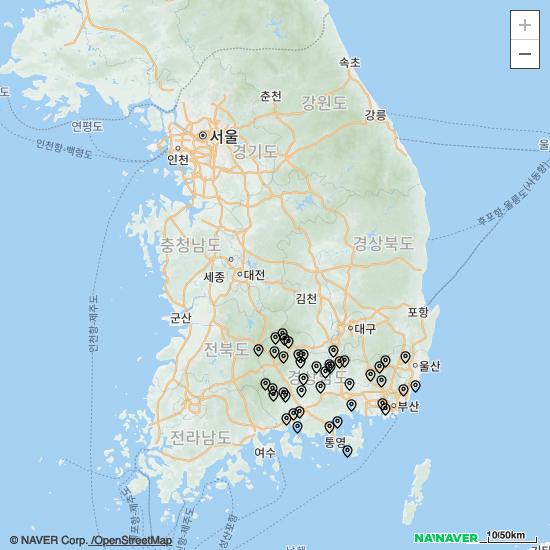 +
−
속초
춘천
강원도
강릉
연평도
서울
인천
경기도
인천항-백령도
울
후포항-울릉도(사동항)
충청남도
경상북도
세종
대전
김천
인천항-제주도
군산
포항
대구
전북도
울산
경상남도
부산
전라남도
통영
여수
© NAVER Corp. /OpenStreetMap
NAVER
10/50km